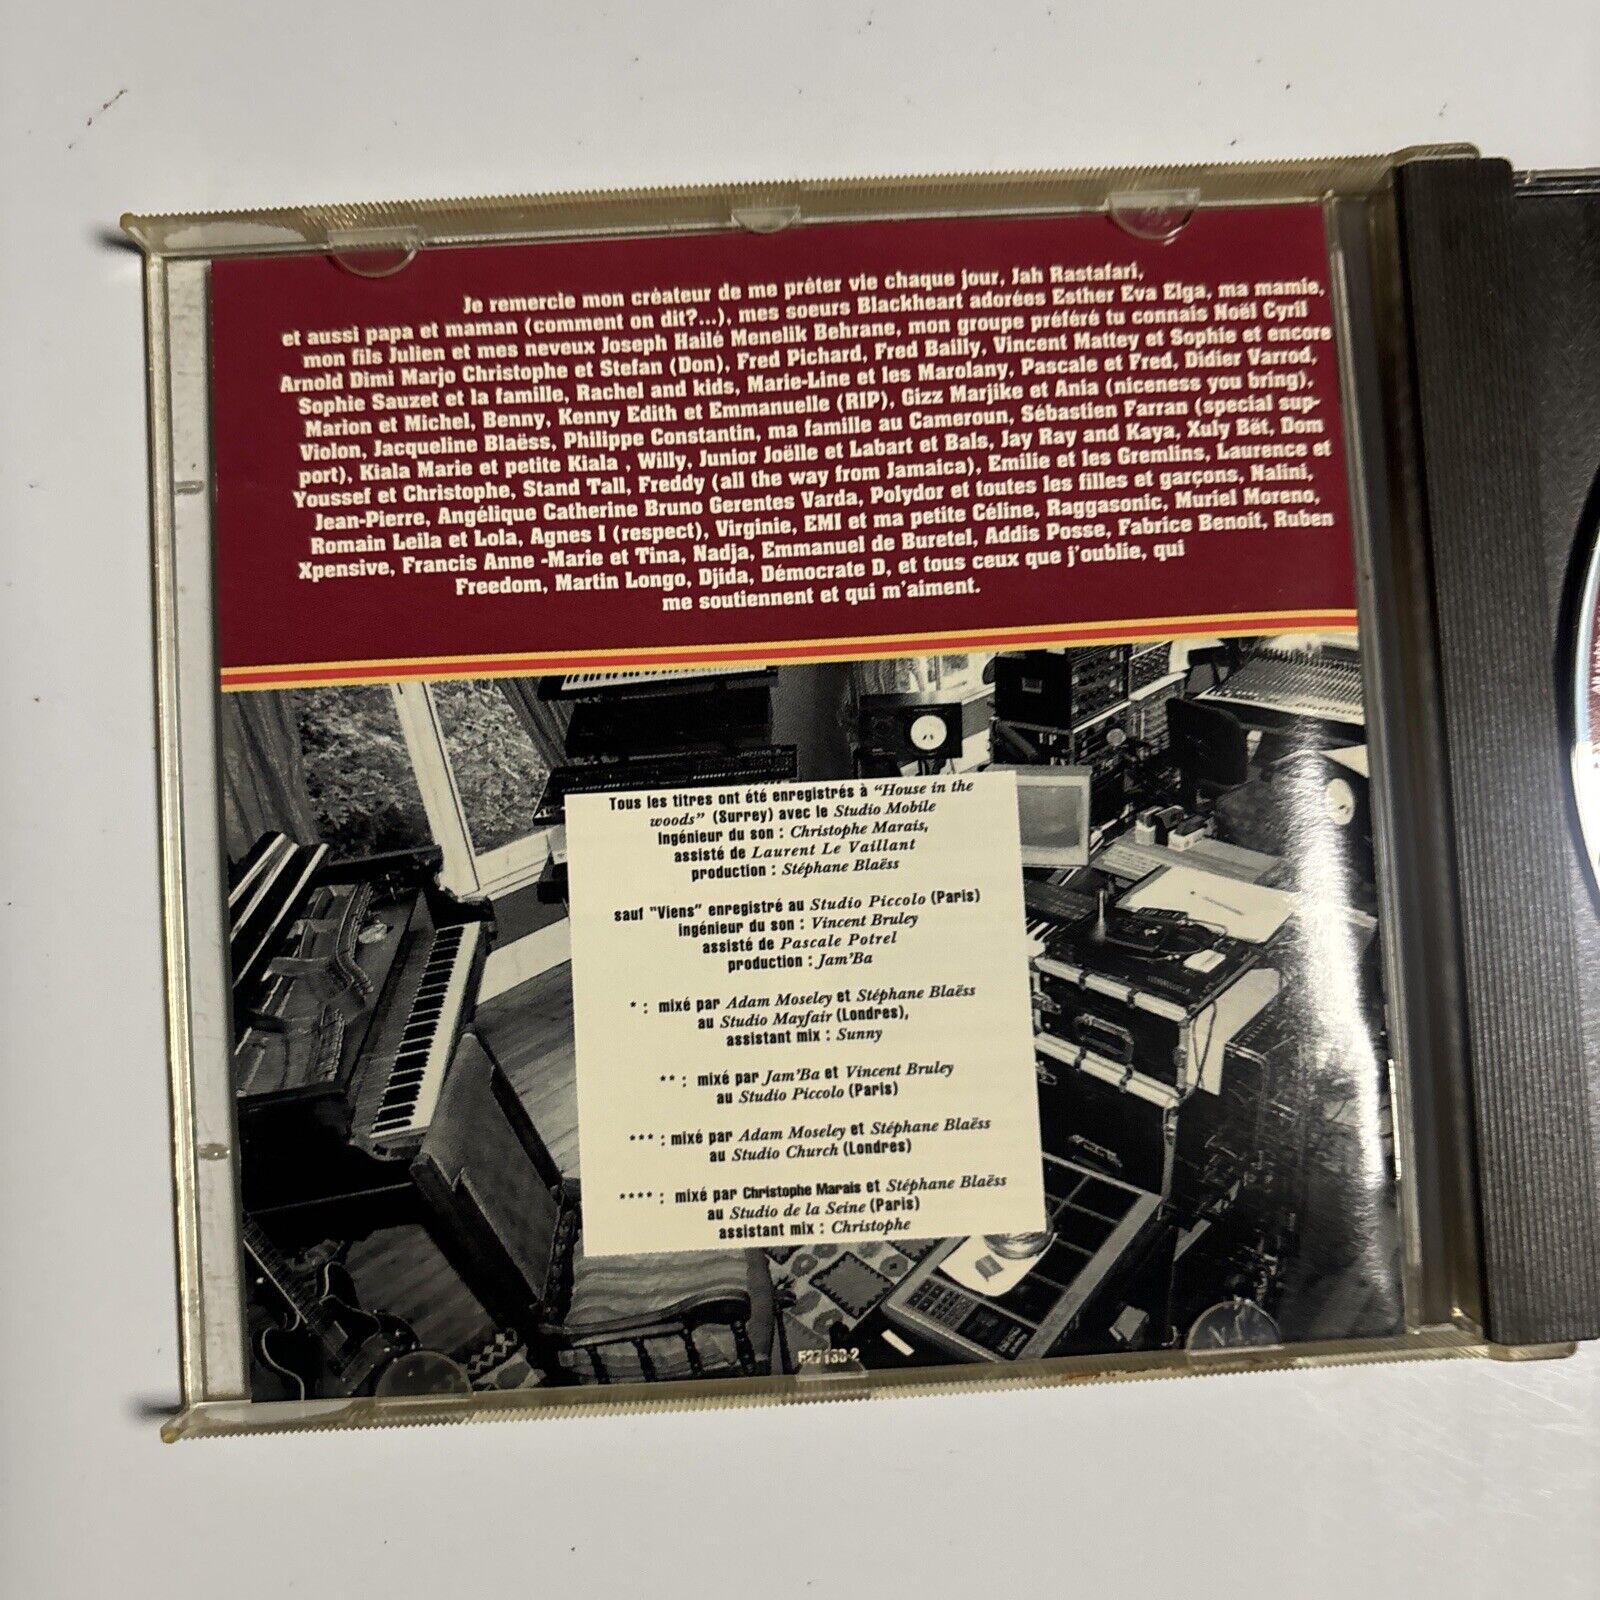 Je remercie mon créateur de me prêter vie chaque jour, Jah Rastafari,
et aussi papa et maman (comment on dit?...), mes soeurs Blackheart adorées Esther Eva Elga, ma mamie,
mon fils Julien et mes neveux Joseph Hailé Menelik Behrane, mon groupe préféré tu connais Noël Cyril
Arnold Dimi Marjo Christophe et Stefan (Don), Fred Pichard, Fred Bailly, Vincent Mattey et Sophie et encore
Sophie Sauzet et la famille, Rachel and kids, Marie-Line et les Marolany, Pascale et Fred, Didier Varrod,
Marion et Michel, Benny, Kenny Edith et Emmanuelle (RIP), Gizz Marjike et Ania (niceness you bring),
Violon, Jacqueline Blaëss, Philippe Constantin, ma famille au Cameroun, Sébastien Farran (special sup-
port), Kiala Marie et petite Kiala , Willy, Junior Joëlle et Labart et Bals, Jay Ray and Kaya, Xuly Bët, Dom
Youssef et Christophe, Stand Tall, Freddy (all the way from Jamaica), Emilie et les Gremlins, Laurence et
Jean-Pierre, Angélique Catherine Bruno Gerentes Varda, Polydor et toutes les filles et garçons, Nalini,
Romain Leila et Lola, Agnes I (respect), Virginie, EMI et ma petite Céline, Raggasonic, Muriel Moreno,
Xpensive, Francis Anne -Marie et Tina, Nadja, Emmanuel de Buretel, Addis Posse, Fabrice Benoit, Ruben
Freedom, Martin Longo, Djida, Démocrate D, et tous ceux que j'oublie, qui
me soutiennent et qui m'aiment.
Tous les titres ont été enregistrés à "House in the
woods" (Surrey) avec le Studio Mobile
ingénieur du son : Christophe Marais,
assisté de Laurent Le Vaillant
production : Stéphane Blaëss
sauf "Viens" enregistré au Studio Piccolo (Paris)
ingénieur du son : Vincent Bruley
assisté de Pascale Potrel
production : Jam'Ba
* : mixé par Adam Moseley et Stéphane Blaëss
au Studio Mayfair (Londres),
assistant mix : Sunny
** : mixé par Jam'Ba et Vincent Bruley
au Studio Piccolo (Paris)
*** : mixé par Adam Moseley et Stéphane Blaëss
au Studio Church (Londres)
**** : mixé par Christophe Marais et Stéphane Blaëss
au Studio de la Seine (Paris)
assistant mix : Christophe